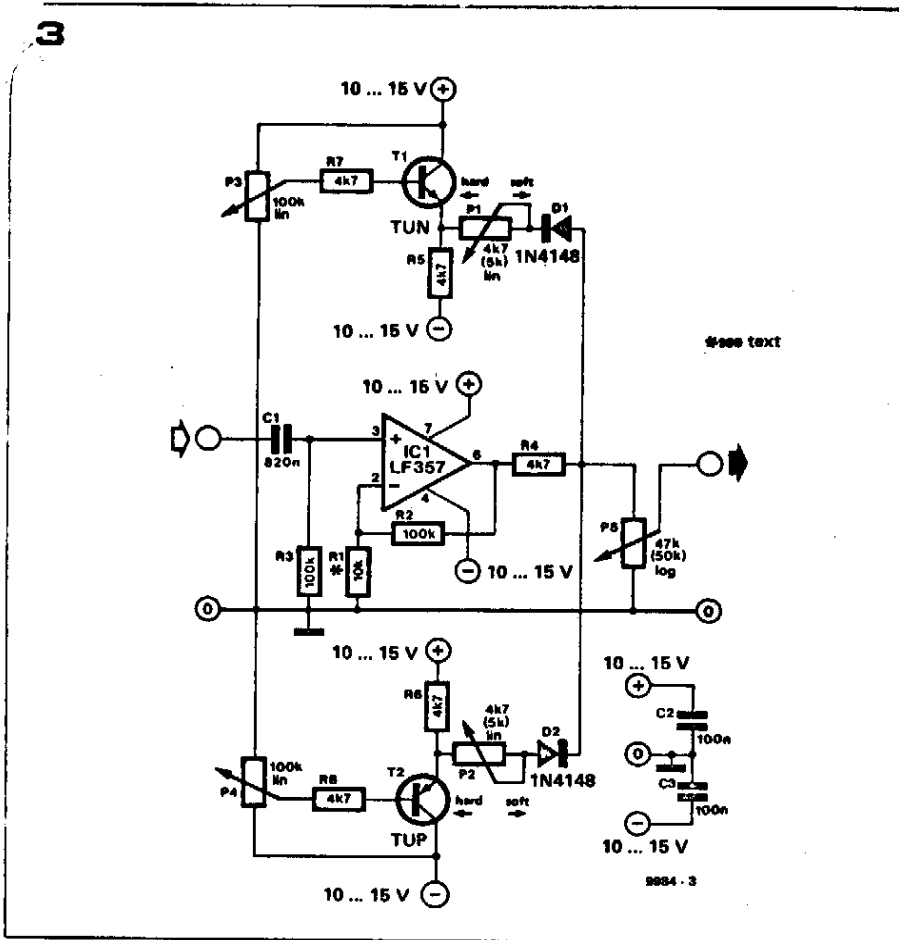 3
10 ... 15 V
+
P3
100k
lin
R7
4k7
T1
TUN
hard
soft
P1
4k7
(5k)
lin
D1
1N4148
R5
4k7
10 ... 15 V
−
*see text
10 ... 15 V
+
C1
820n
3
+
7
IC1
LF357
6
2
−
4
R4
4k7
R2
100k
R3
100k
R1
*
10k
−
10 ... 15 V
P5
47k
(50k)
log
0
0
10 ... 15 V
+
R6
4k7
4k7
(5k)
lin
P2
D2
1N4148
100k
lin
P4
4k7
T2
TUP
hard
soft
10 ... 15 V
−
10 ... 15 V
+
C2
100n
0
C3
100n
−
10 ... 15 V
9984 - 3